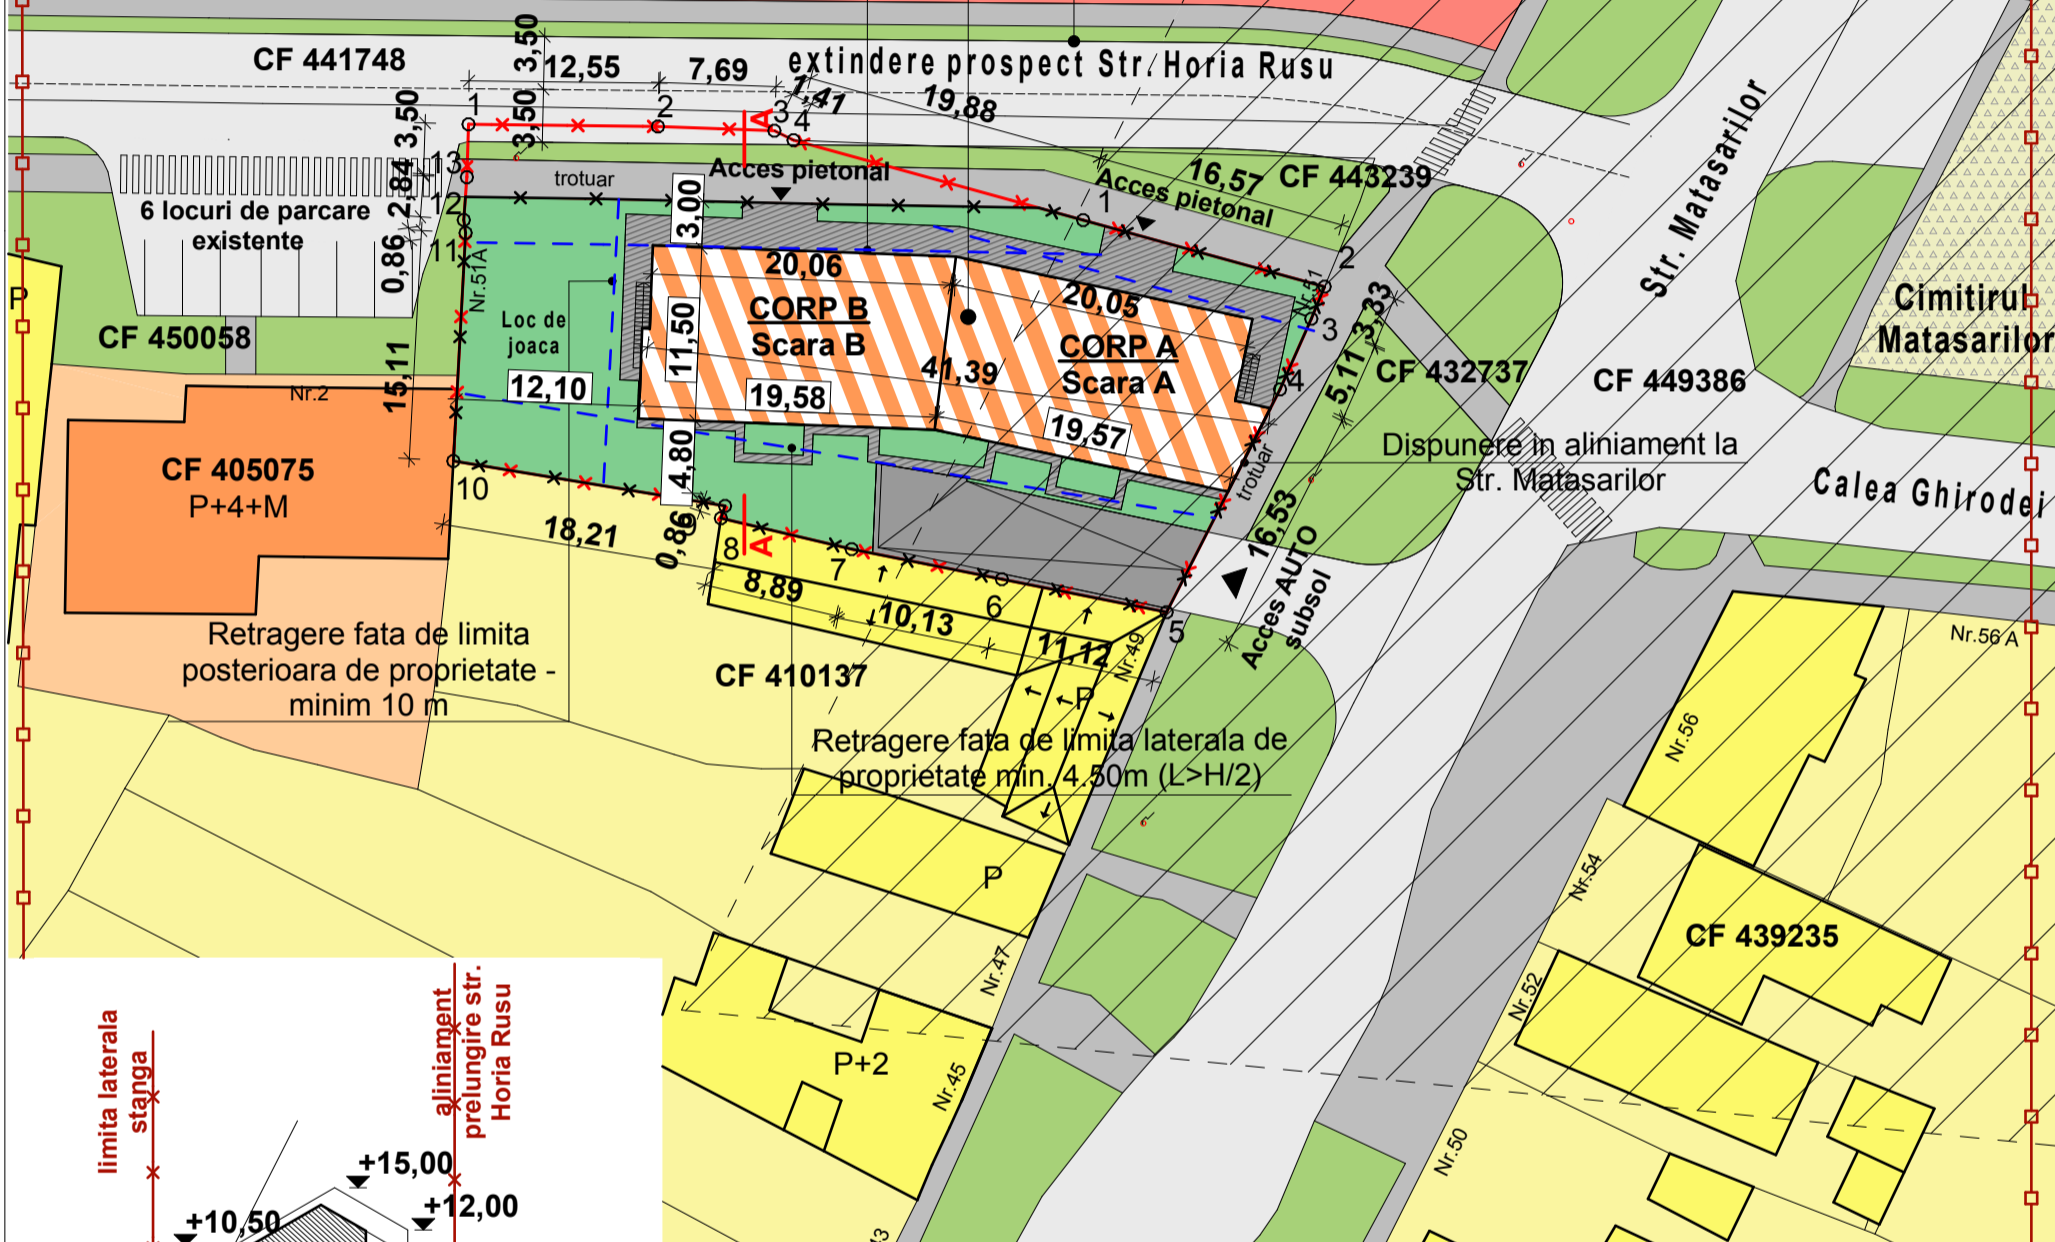 CF 441748
3,50
12,55
7,69
extindere prospect Str. Horia Rusu
1,41
19,88
3,50
3,50
1
2
3
4
A
13
2,84
trotuar
Acces pietonal
16,57
CF 443239
Acces pietonal
1
2
12
6 locuri de parcare
existente
0,86
11
Nr.51A
3,00
20,06
CORP B
Scara B
11,50
19,58
20,05
CORP A
Scara A
41,39
19,57
Nr.51
3
3,33
5,11
4
Str. Matasarilor
Cimitirul
Matasarilor
P
Loc de
joaca
CF 450058
15,11
Nr.2
12,10
CF 432737
CF 449386
Dispunere in aliniament la
Str. Matasarilor
Calea Ghirodei
CF 405075
P+4+M
10
4,80
18,21
0,86
9
8
A
7
6
5
trotuar
16,53
Acces AUTO
subsol
8,89
10,13
11,12
Nr.49
Nr.56 A
Retragere fata de limita
posterioara de proprietate -
minim 10 m
CF 410137
P
Retragere fata de limita laterala de
proprietate min. 4.50m (L>H/2)
Nr.56
P
Nr.54
CF 439235
Nr.47
Nr.52
P+2
Nr.45
Nr.50
43
limita laterala
stanga
aliniament
prelungire str.
Horia Rusu
+15,00
+12,00
+10,50